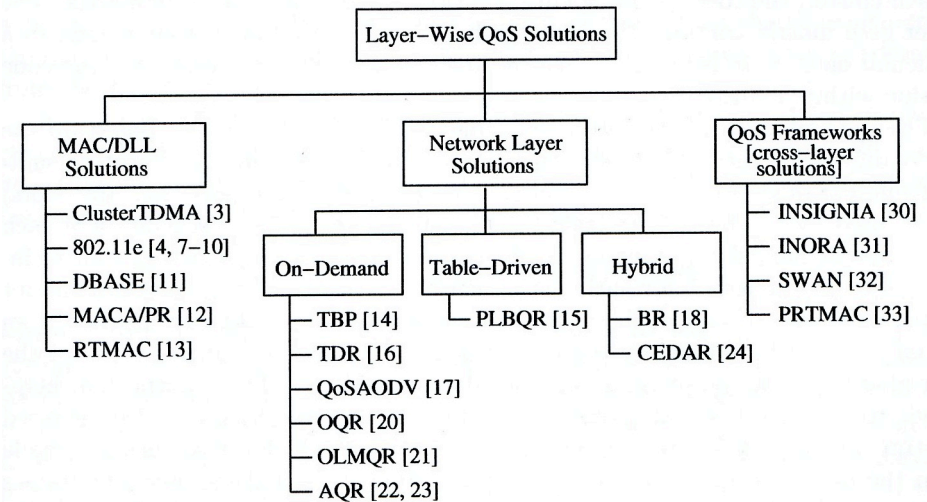 Layer–Wise QoS Solutions
MAC/DLL
Solutions
ClusterTDMA [3]
802.11e [4, 7–10]
DBASE [11]
MACA/PR [12]
RTMAC [13]
Network Layer
Solutions
On–Demand
TBP [14]
TDR [16]
QoSAODV [17]
OQR [20]
OLMQR [21]
AQR [22, 23]
Table–Driven
PLBQR [15]
Hybrid
BR [18]
CEDAR [24]
QoS Frameworks
[cross–layer
solutions]
INSIGNIA [30]
INORA [31]
SWAN [32]
PRTMAC [33]